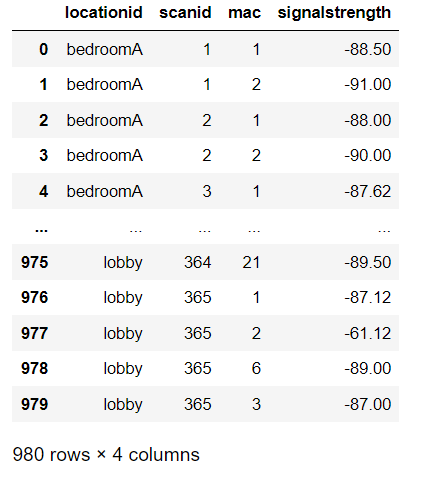 locationid scanid mac signalstrength
0 bedroomA 1 1 -88.50
1 bedroomA 1 2 -91.00
2 bedroomA 2 1 -88.00
3 bedroomA 2 2 -90.00
4 bedroomA 3 1 -87.62
... ... ... ... ...
975 lobby 364 21 -89.50
976 lobby 365 1 -87.12
977 lobby 365 2 -61.12
978 lobby 365 6 -89.00
979 lobby 365 3 -87.00
980 rows × 4 columns